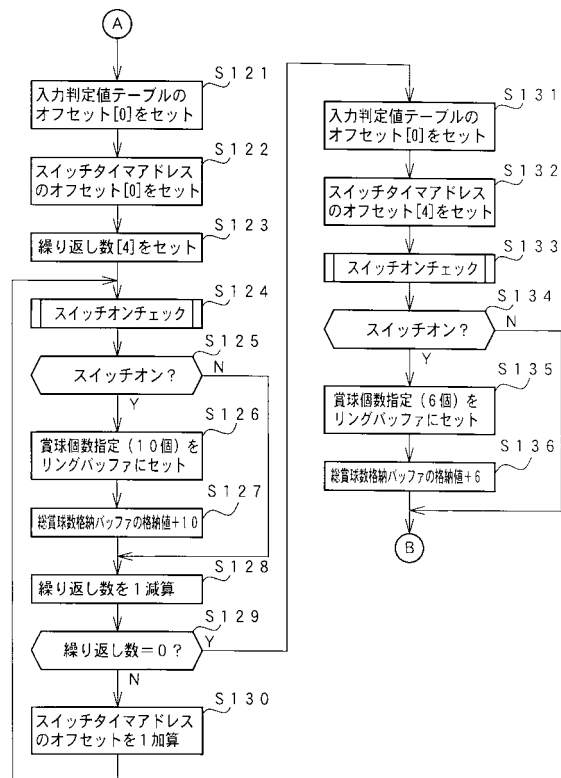 A
S121
入力判定値テーブルの
オフセット[0]をセット
S122
スイッチタイマアドレス
のオフセット[0]をセット
S123
繰り返し数[4]をセット
S124
スイッチオンチェック
S125
スイッチオン?
N
Y
S126
賞球個数指定(10個)を
リングバッファにセット
S127
総賞球数格納バッファの格納値+10
S128
繰り返し数を1減算
S129
繰り返し数=0?
Y
N
S130
スイッチタイマアドレス
のオフセットを1加算
S131
入力判定値テーブルの
オフセット[0]をセット
S132
スイッチタイマアドレス
のオフセット[4]をセット
S133
スイッチオンチェック
S134
スイッチオン?
N
Y
S135
賞球個数指定(6個)を
リングバッファにセット
S136
総賞球数格納バッファの格納値+6
B